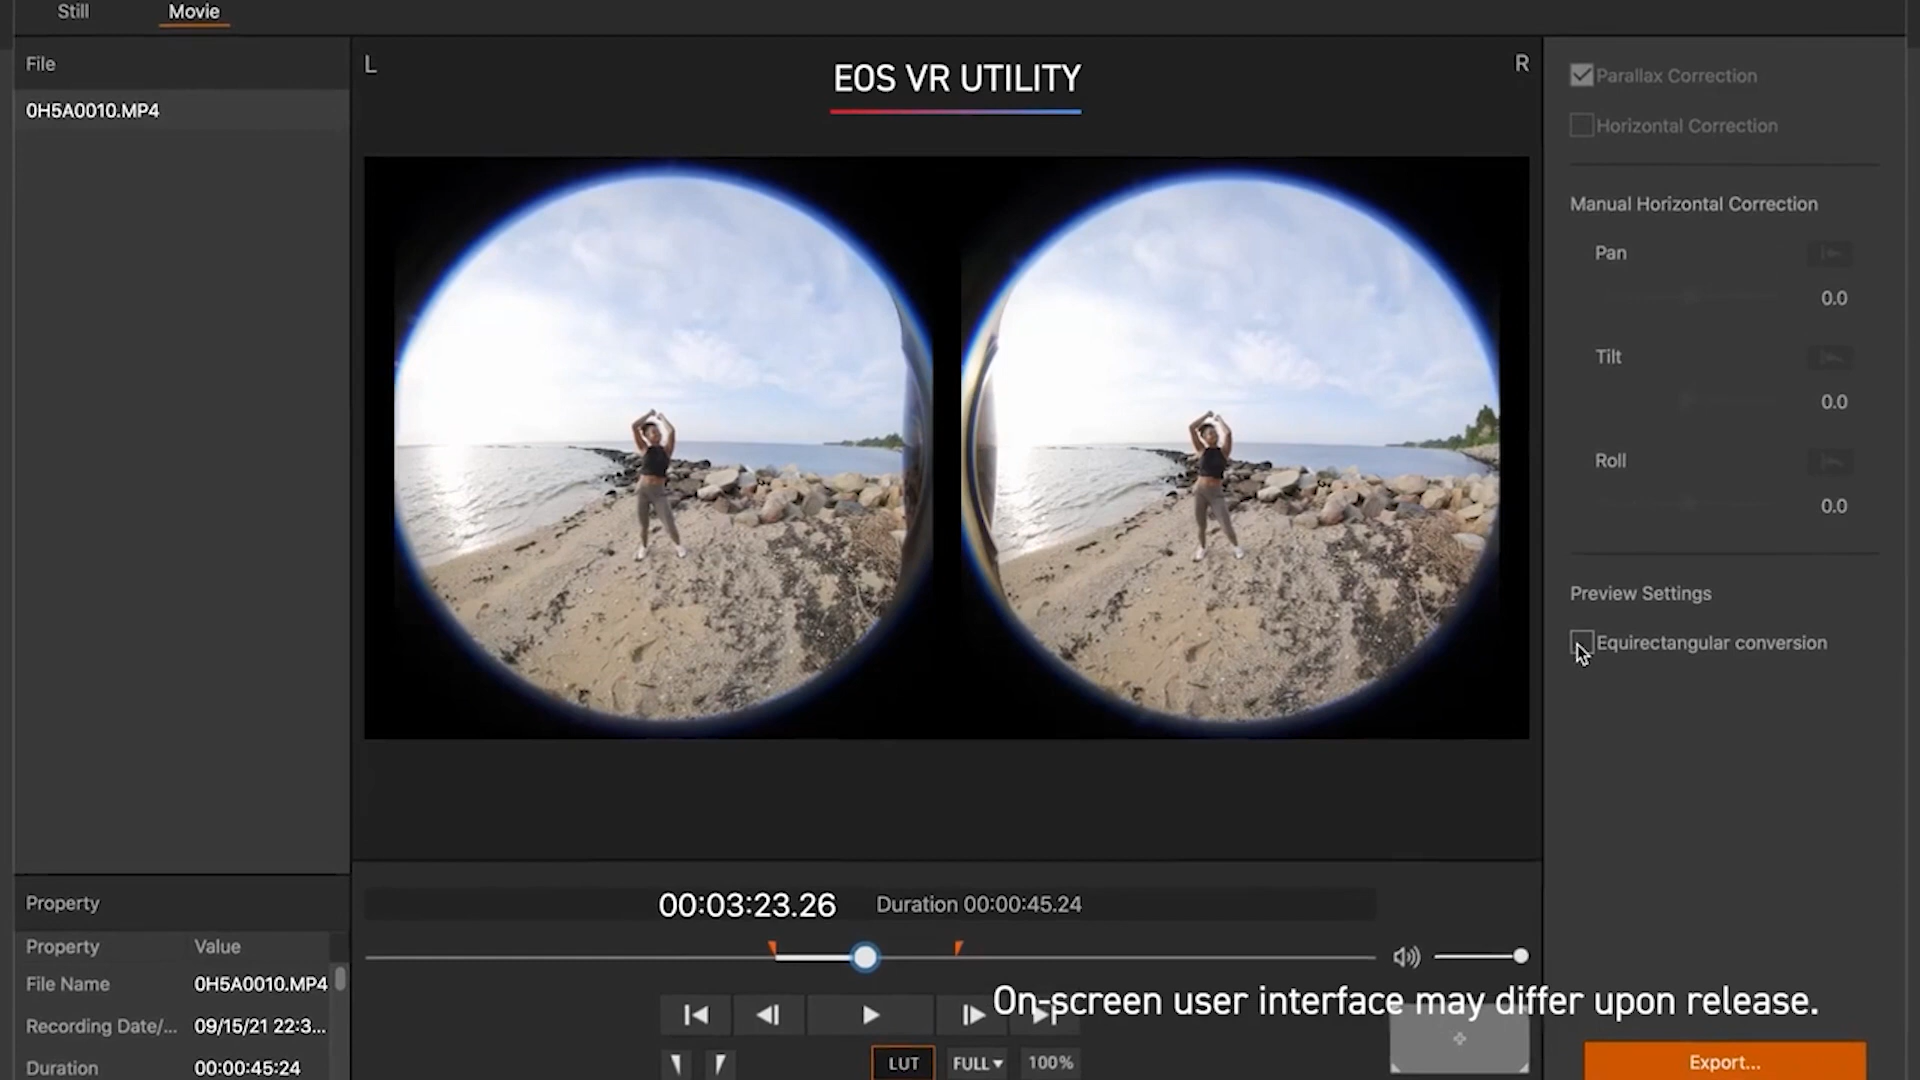 Still
Movie
File
0H5A0010.MP4
L
EOS VR UTILITY
R
Parallax Correction
Horizontal Correction
Manual Horizontal Correction
Pan
0.0
Tilt
0.0
Roll
0.0
Preview Settings
Equirectangular conversion
00:03:23.26
Duration 00:00:45.24
Property
Property Value
File Name 0H5A0010.MP4
Recording Date/... 09/15/21 22:3...
Duration 00:00:45:24
On-screen user interface may differ upon release.
LUT
FULL
100%
Export...